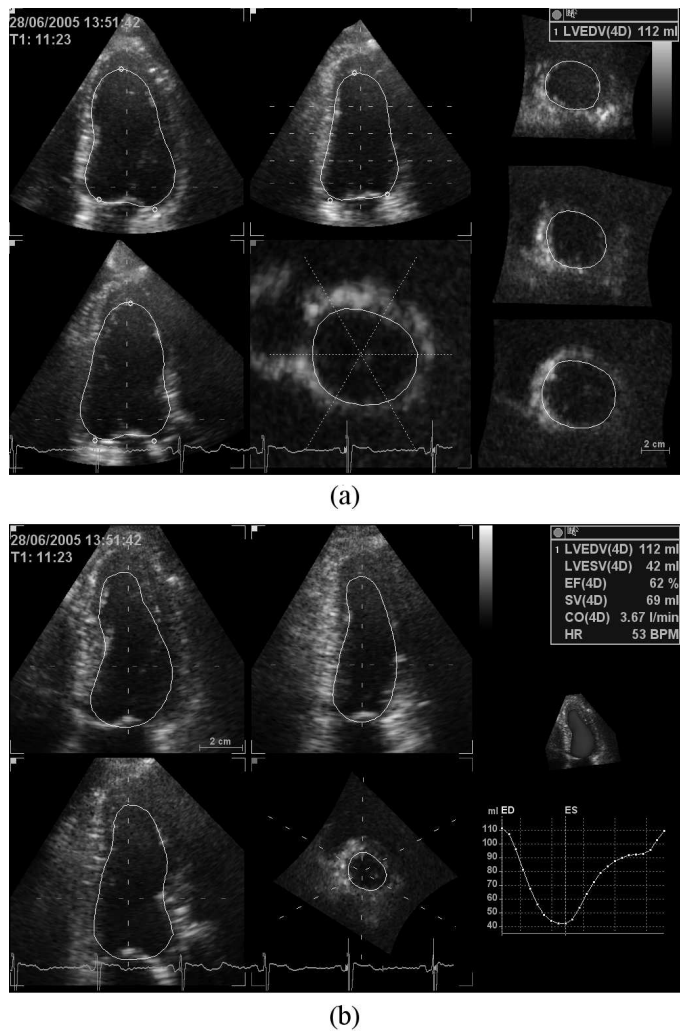 28/06/2005 13:51:42
T1: 11:23
1 LVEDV(4D) 112 ml
2 cm
(a)
28/06/2005 13:51:42
T1: 11:23
2 cm
1 LVEDV(4D) 112 ml
LVESV(4D) 42 ml
EF(4D) 62 %
SV(4D) 69 ml
CO(4D) 3.67 l/min
HR 53 BPM
ml ED ES
110
100
90
80
70
60
50
40
(b)